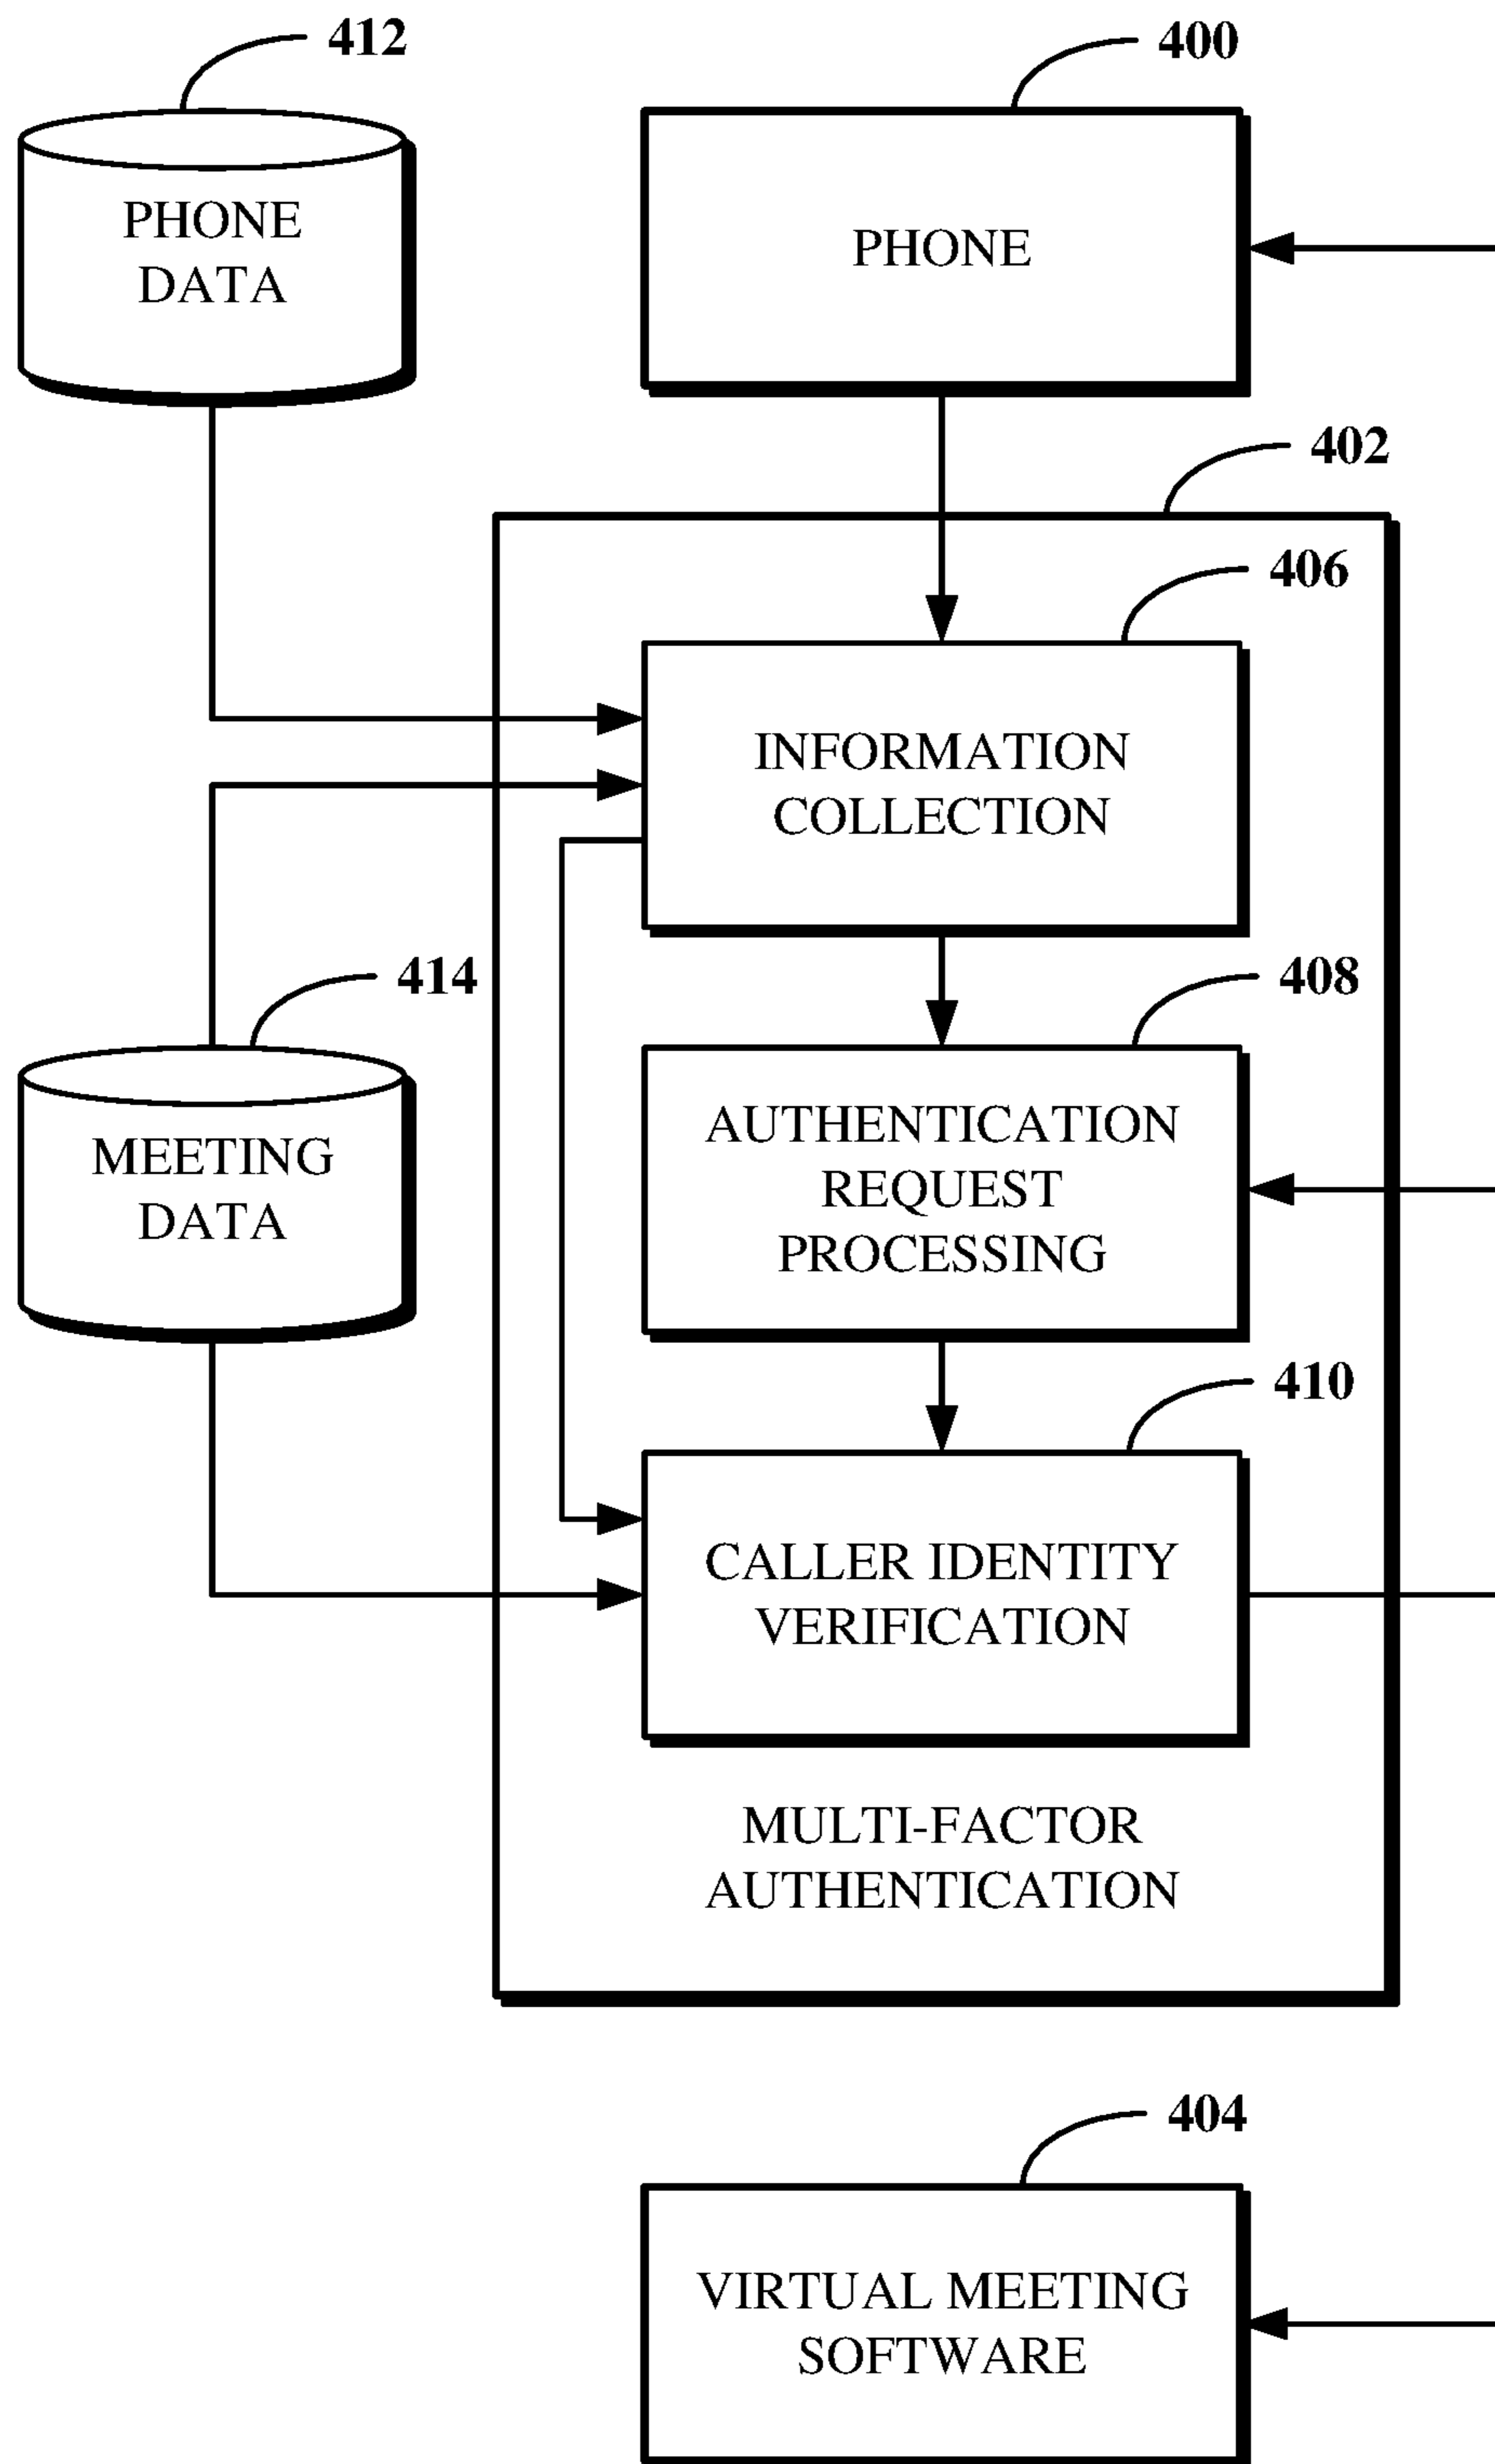 412
400
PHONE
DATA
PHONE
402
406
INFORMATION
COLLECTION
414
408
MEETING
DATA
AUTHENTICATION
REQUEST
PROCESSING
410
CALLER IDENTITY
VERIFICATION
MULTI-FACTOR
AUTHENTICATION
404
VIRTUAL MEETING
SOFTWARE